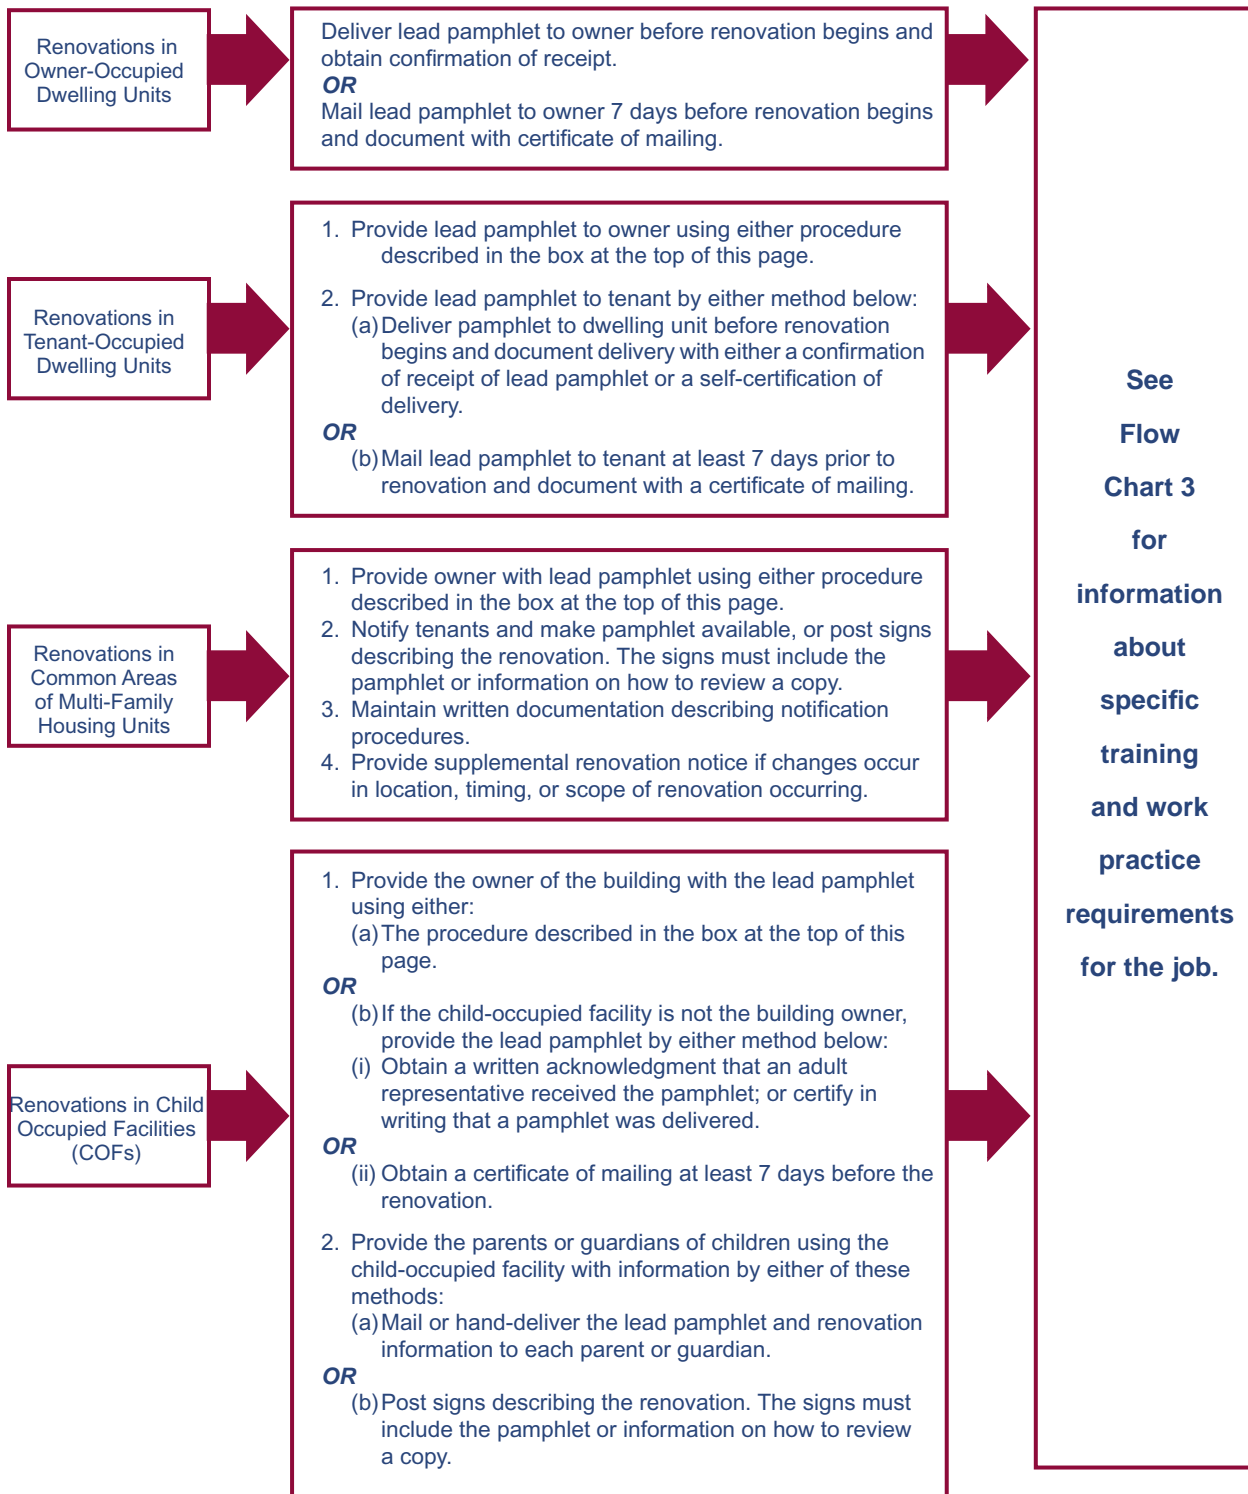 Renovations in
Owner-Occupied
Dwelling Units
Deliver lead pamphlet to owner before renovation begins and
obtain confirmation of receipt.
OR
Mail lead pamphlet to owner 7 days before renovation begins
and document with certificate of mailing.
Renovations in
Tenant-Occupied
Dwelling Units
1. Provide lead pamphlet to owner using either procedure
described in the box at the top of this page.
2. Provide lead pamphlet to tenant by either method below:
(a) Deliver pamphlet to dwelling unit before renovation
begins and document delivery with either a confirmation
of receipt of lead pamphlet or a self-certification of
delivery.
OR
(b) Mail lead pamphlet to tenant at least 7 days prior to
renovation and document with a certificate of mailing.
Renovations in
Common Areas
of Multi-Family
Housing Units
1. Provide owner with lead pamphlet using either procedure
described in the box at the top of this page.
2. Notify tenants and make pamphlet available, or post signs
describing the renovation. The signs must include the
pamphlet or information on how to review a copy.
3. Maintain written documentation describing notification
procedures.
4. Provide supplemental renovation notice if changes occur
in location, timing, or scope of renovation occurring.
Renovations in Child
Occupied Facilities
(COFs)
1. Provide the owner of the building with the lead pamphlet
using either:
(a) The procedure described in the box at the top of this
page.
OR
(b) If the child-occupied facility is not the building owner,
provide the lead pamphlet by either method below:
(i) Obtain a written acknowledgment that an adult
representative received the pamphlet; or certify in
writing that a pamphlet was delivered.
OR
(ii) Obtain a certificate of mailing at least 7 days before the
renovation.
2. Provide the parents or guardians of children using the
child-occupied facility with information by either of these
methods:
(a) Mail or hand-deliver the lead pamphlet and renovation
information to each parent or guardian.
OR
(b) Post signs describing the renovation. The signs must
include the pamphlet or information on how to review
a copy.
See
Flow
Chart 3
for
information
about
specific
training
and work
practice
requirements
for the job.